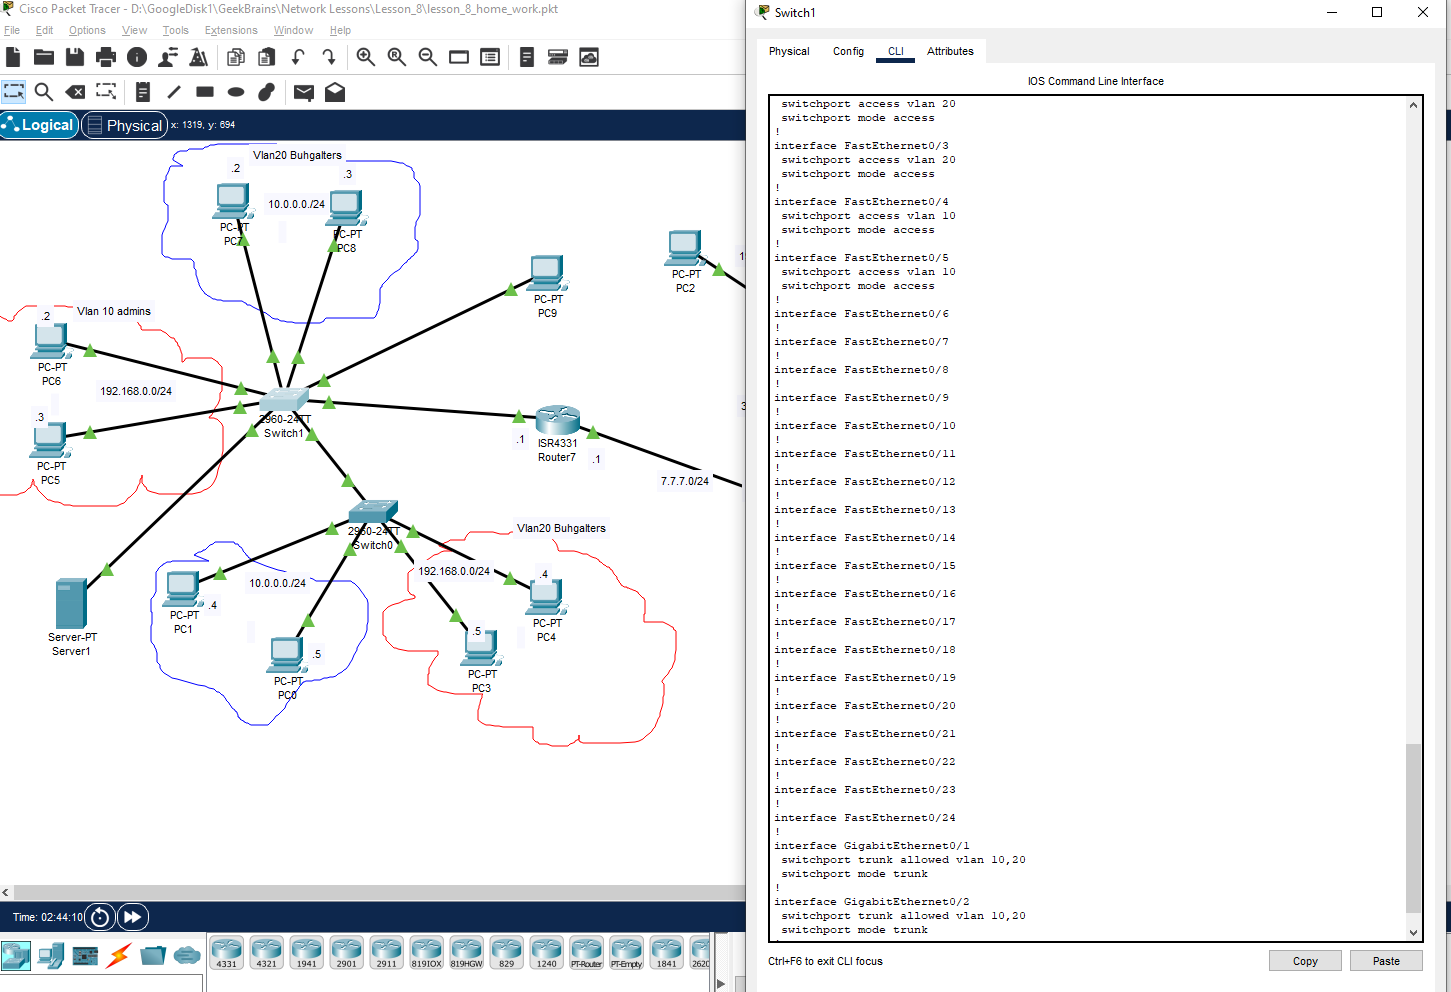 Cisco Packet Tracer - D:\GoogleDisk1\GeekBrains\Network Lessons\Lesson_8\lesson_8_home_work.pkt
File Edit Options View Tools Extensions Window Help
Logical Physical x: 1319, y: 694
Vlan20 Buhgalters
.2
.3
10.0.0.0/24
PC-PT
PC7
PC-PT
PC8
PC-PT
PC9
PC-PT
PC2
1
Vlan 10 admins
.2
PC-PT
PC6
192.168.0.0/24
.3
PC-PT
PC5
2960-24TT
Switch1
.1
ISR4331
Router7
.1
3
7.7.7.0/24
2960-24TT
Switch0
Vlan20 Buhgalters
10.0.0.0/24
192.168.0.0/24
.4
PC-PT
PC1
.4
PC-PT
PC4
.5
PC-PT
PC0
.5
PC-PT
PC3
Server-PT
Server1
Time: 02:44:10
4331 4321 1941 2901 2911 819IOX 819HGW 829 1240 PT-Router PT-Empty 1841 2620
Switch1
Physical Config CLI Attributes
IOS Command Line Interface
switchport access vlan 20
switchport mode access
!
interface FastEthernet0/3
switchport access vlan 20
switchport mode access
!
interface FastEthernet0/4
switchport access vlan 10
switchport mode access
!
interface FastEthernet0/5
switchport access vlan 10
switchport mode access
!
interface FastEthernet0/6
!
interface FastEthernet0/7
!
interface FastEthernet0/8
!
interface FastEthernet0/9
!
interface FastEthernet0/10
!
interface FastEthernet0/11
!
interface FastEthernet0/12
!
interface FastEthernet0/13
!
interface FastEthernet0/14
!
interface FastEthernet0/15
!
interface FastEthernet0/16
!
interface FastEthernet0/17
!
interface FastEthernet0/18
!
interface FastEthernet0/19
!
interface FastEthernet0/20
!
interface FastEthernet0/21
!
interface FastEthernet0/22
!
interface FastEthernet0/23
!
interface FastEthernet0/24
!
interface GigabitEthernet0/1
switchport trunk allowed vlan 10,20
switchport mode trunk
!
interface GigabitEthernet0/2
switchport trunk allowed vlan 10,20
switchport mode trunk
Ctrl+F6 to exit CLI focus
Copy Paste